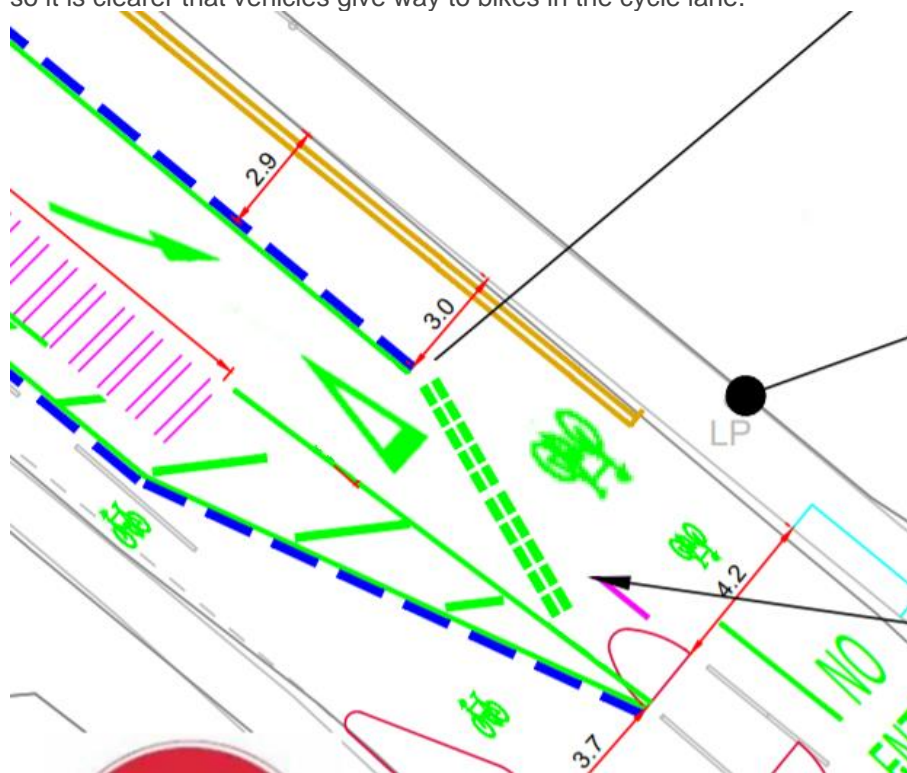 so it is clearer that vehicles give way to bikes in the cycle lane.
2.9
3.0
LP
4.2
NO
3.7